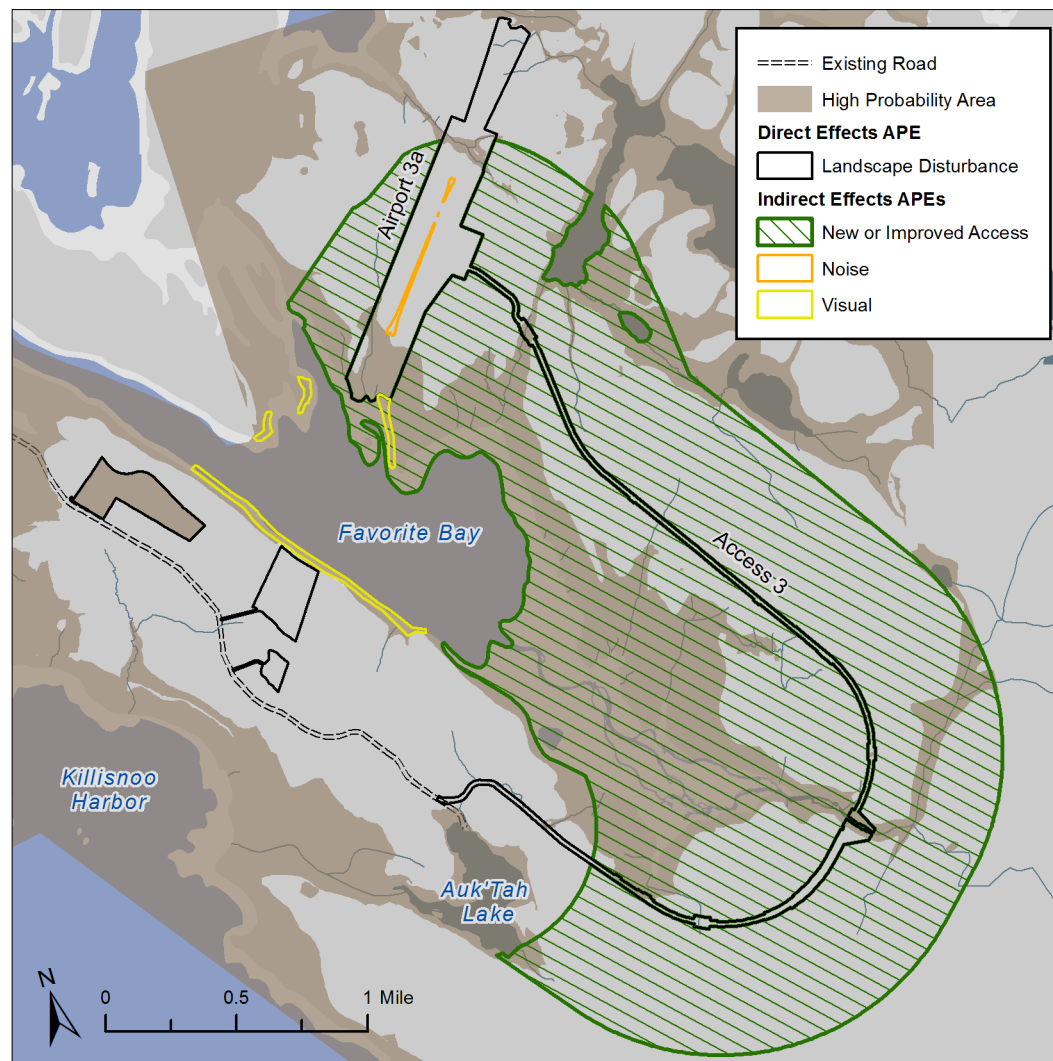 Existing Road
High Probability Area
Direct Effects APE
Landscape Disturbance
Indirect Effects APEs
New or Improved Access
Noise
Visual
Airport 3a
Access 3
Favorite Bay
Killisnoo
Harbor
Auk'Tah
Lake
N
0 0.5 1 Mile